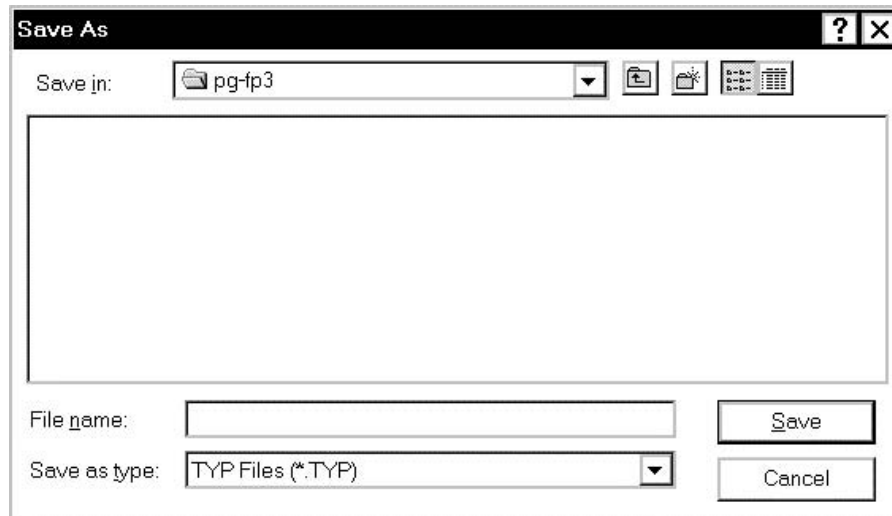 Save As
Save in: pg-fp3
File name:
Save
Save as type: TYP Files (*.TYP)
Cancel